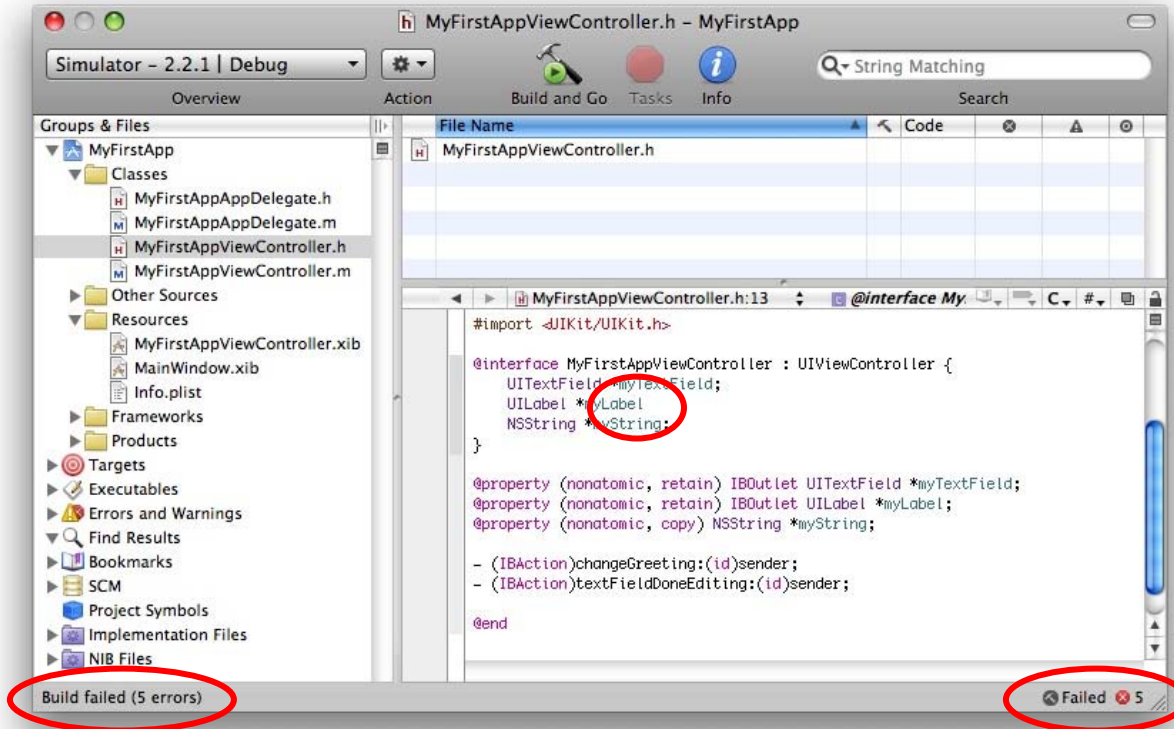 MyFirstAppViewController.h – MyFirstApp
Simulator – 2.2.1 | Debug
String Matching
Overview
Action
Build and Go
Tasks
Info
Search
Groups & Files
MyFirstApp
Classes
MyFirstAppAppDelegate.h
MyFirstAppAppDelegate.m
MyFirstAppViewController.h
MyFirstAppViewController.m
Other Sources
Resources
MyFirstAppViewController.xib
MainWindow.xib
Info.plist
Frameworks
Products
Targets
Executables
Errors and Warnings
Find Results
Bookmarks
SCM
Project Symbols
Implementation Files
NIB Files
File Name
Code
MyFirstAppViewController.h
MyFirstAppViewController.h:13
@interface My
C
#
#import <UIKit/UIKit.h>
@interface MyFirstAppViewController : UIViewController {
UITextField *myTextField;
UILabel *myLabel
NSString *myString;
}
@property (nonatomic, retain) IBOutlet UITextField *myTextField;
@property (nonatomic, retain) IBOutlet UILabel *myLabel;
@property (nonatomic, copy) NSString *myString;
- (IBAction)changeGreeting:(id)sender;
- (IBAction)textFieldDoneEditing:(id)sender;
@end
Build failed (5 errors)
Failed
5